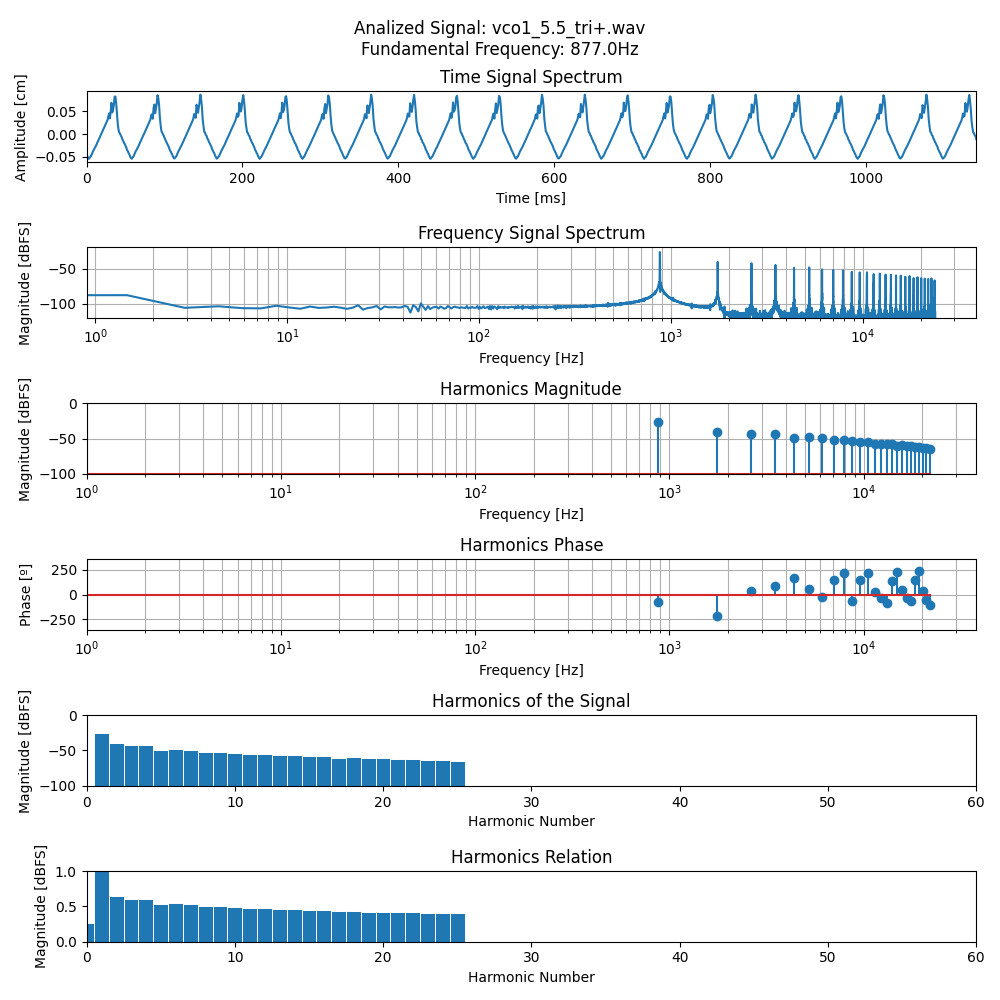 Analized Signal: vco1_5.5_tri+.wav
Fundamental Frequency: 877.0Hz
Time Signal Spectrum
Amplitude [cm]
0.05
0.00
−0.05
0 200 400 600 800 1000
Time [ms]
Frequency Signal Spectrum
Magnitude [dBFS]
−50
−100
10⁰ 10¹ 10² 10³ 10⁴
Frequency [Hz]
Harmonics Magnitude
Magnitude [dBFS]
0
−50
−100
10⁰ 10¹ 10² 10³ 10⁴
Frequency [Hz]
Harmonics Phase
Phase [º]
250
0
−250
10⁰ 10¹ 10² 10³ 10⁴
Frequency [Hz]
Harmonics of the Signal
Magnitude [dBFS]
0
−50
−100
0 10 20 30 40 50 60
Harmonic Number
Harmonics Relation
Magnitude [dBFS]
1.0
0.5
0.0
0 10 20 30 40 50 60
Harmonic Number